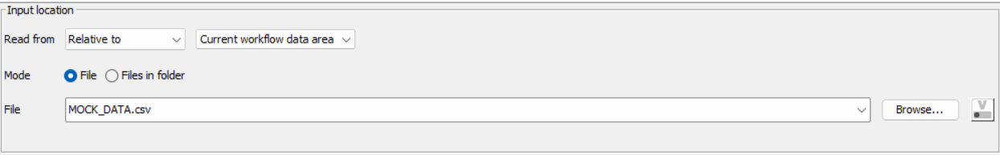 Input location
Read from Relative to Current workflow data area
Mode File Files in folder
File MOCK_DATA.csv Browse... V